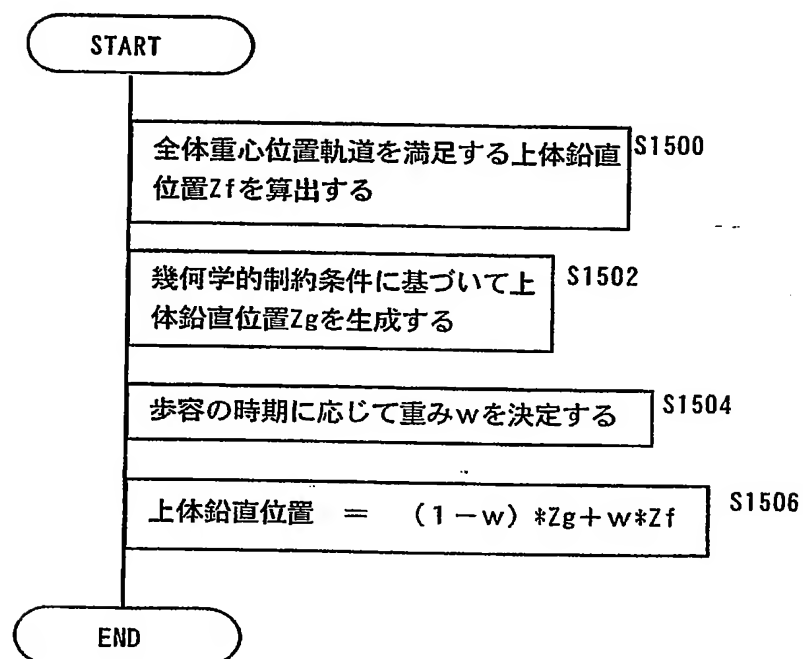 START
全体重心位置軌道を満足する上体鉛直 S1500
位置Zfを算出する
幾何学的制約条件に基づいて上 S1502
体鉛直位置Zgを生成する
歩容の時期に応じて重みwを決定する S1504
上体鉛直位置 = (1-w)*Zg+w*Zf S1506
END